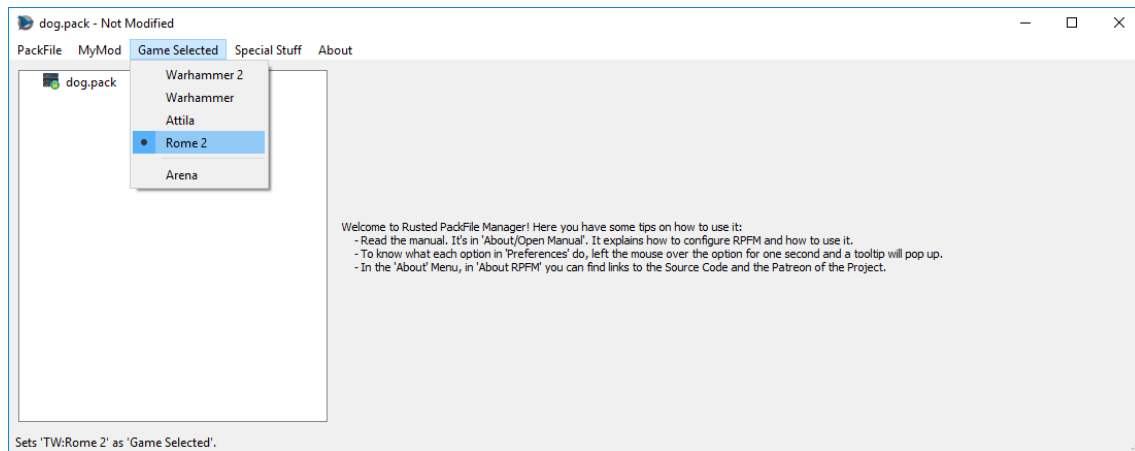 dog.pack - Not Modified
PackFile MyMod Game Selected Special Stuff About
dog.pack
Warhammer 2
Warhammer
Attila
Rome 2
Arena
Welcome to Rusted PackFile Manager! Here you have some tips on how to use it:
- Read the manual. It's in 'About/Open Manual'. It explains how to configure RPFM and how to use it.
- To know what each option in 'Preferences' do, left the mouse over the option for one second and a tooltip will pop up.
- In the 'About' Menu, in 'About RPFM' you can find links to the Source Code and the Patreon of the Project.
Sets 'TW:Rome 2' as 'Game Selected'.